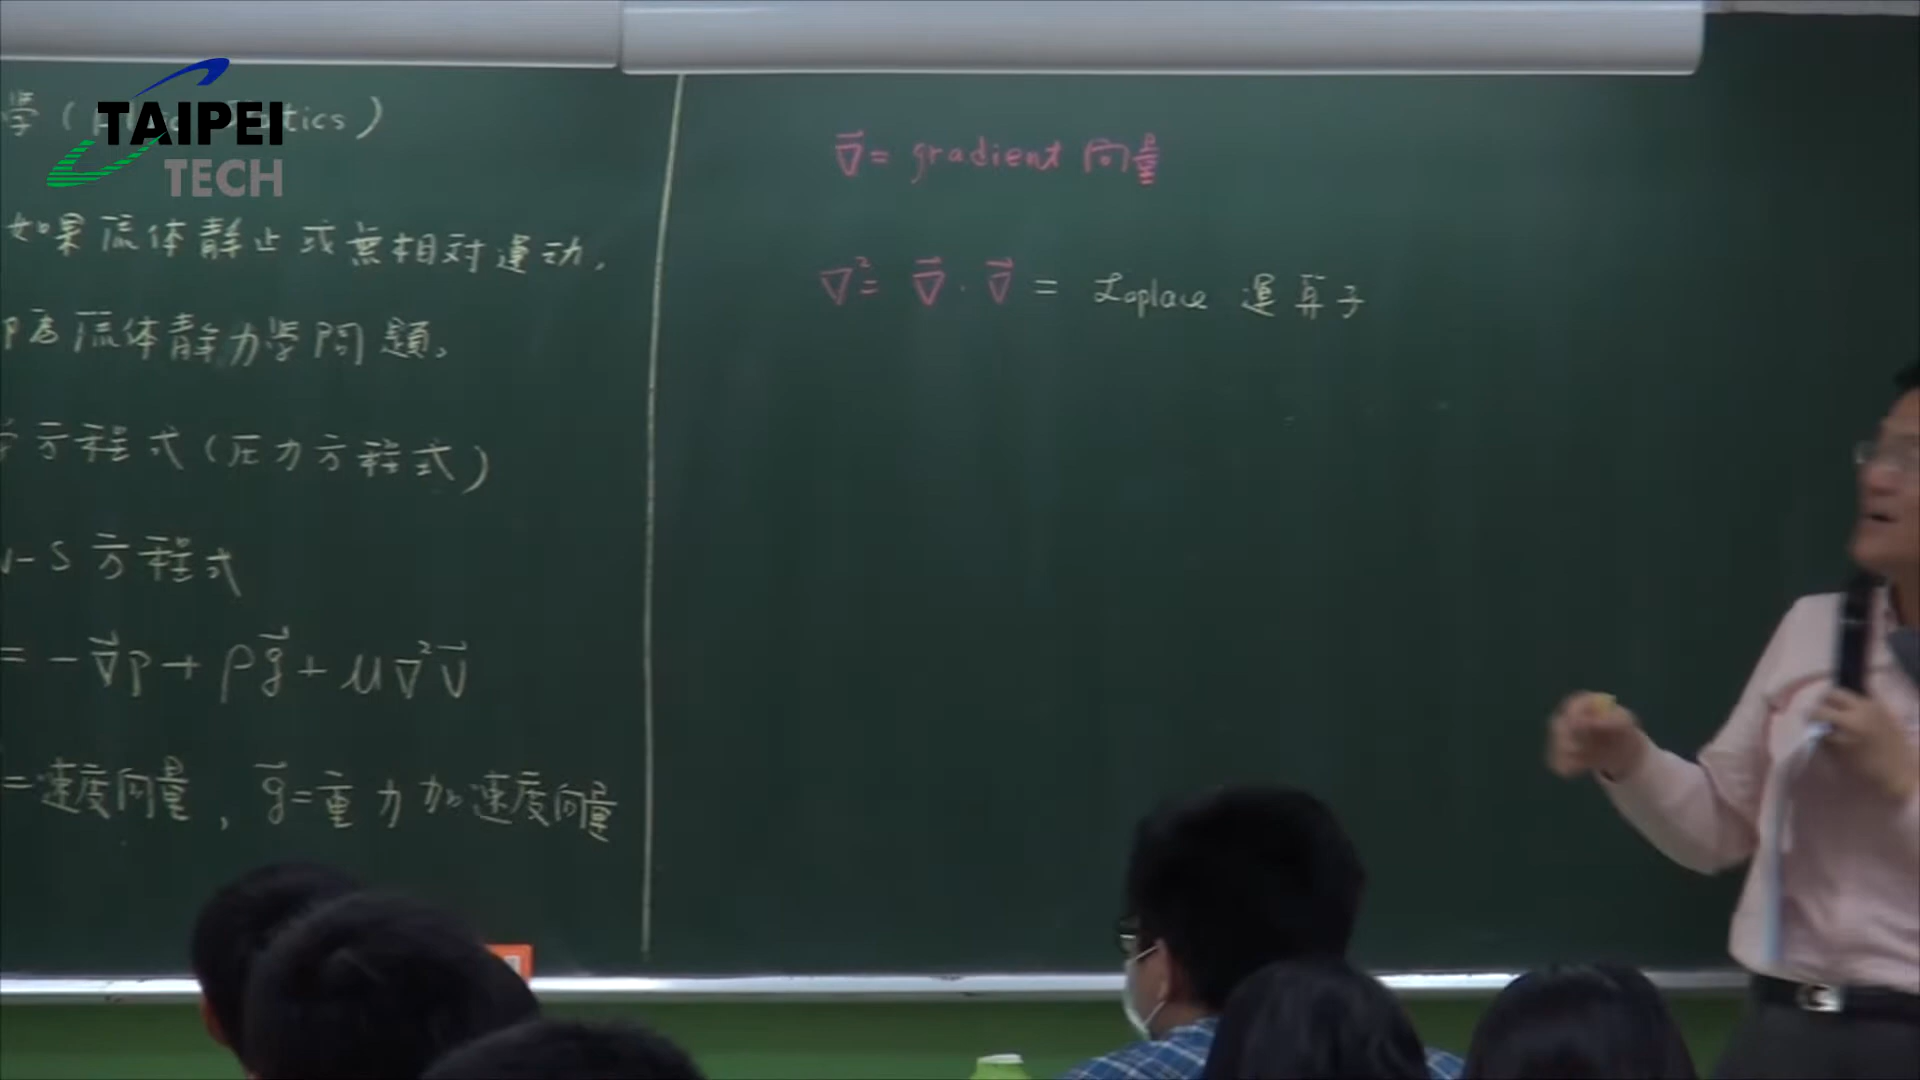 TAIPEI
TECH
學 ( tics )
如果流体静止或無相対運动,
即為流体静力學問題。
方程式(压力方程式)
N-S 方程式
= -∇⃗p + ρg⃗ + μ∇²V⃗
= 速度向量, g⃗ = 重力加速度向量
∇⃗ = gradient 向量
∇² = ∇⃗ · ∇⃗ = Laplace 運算子